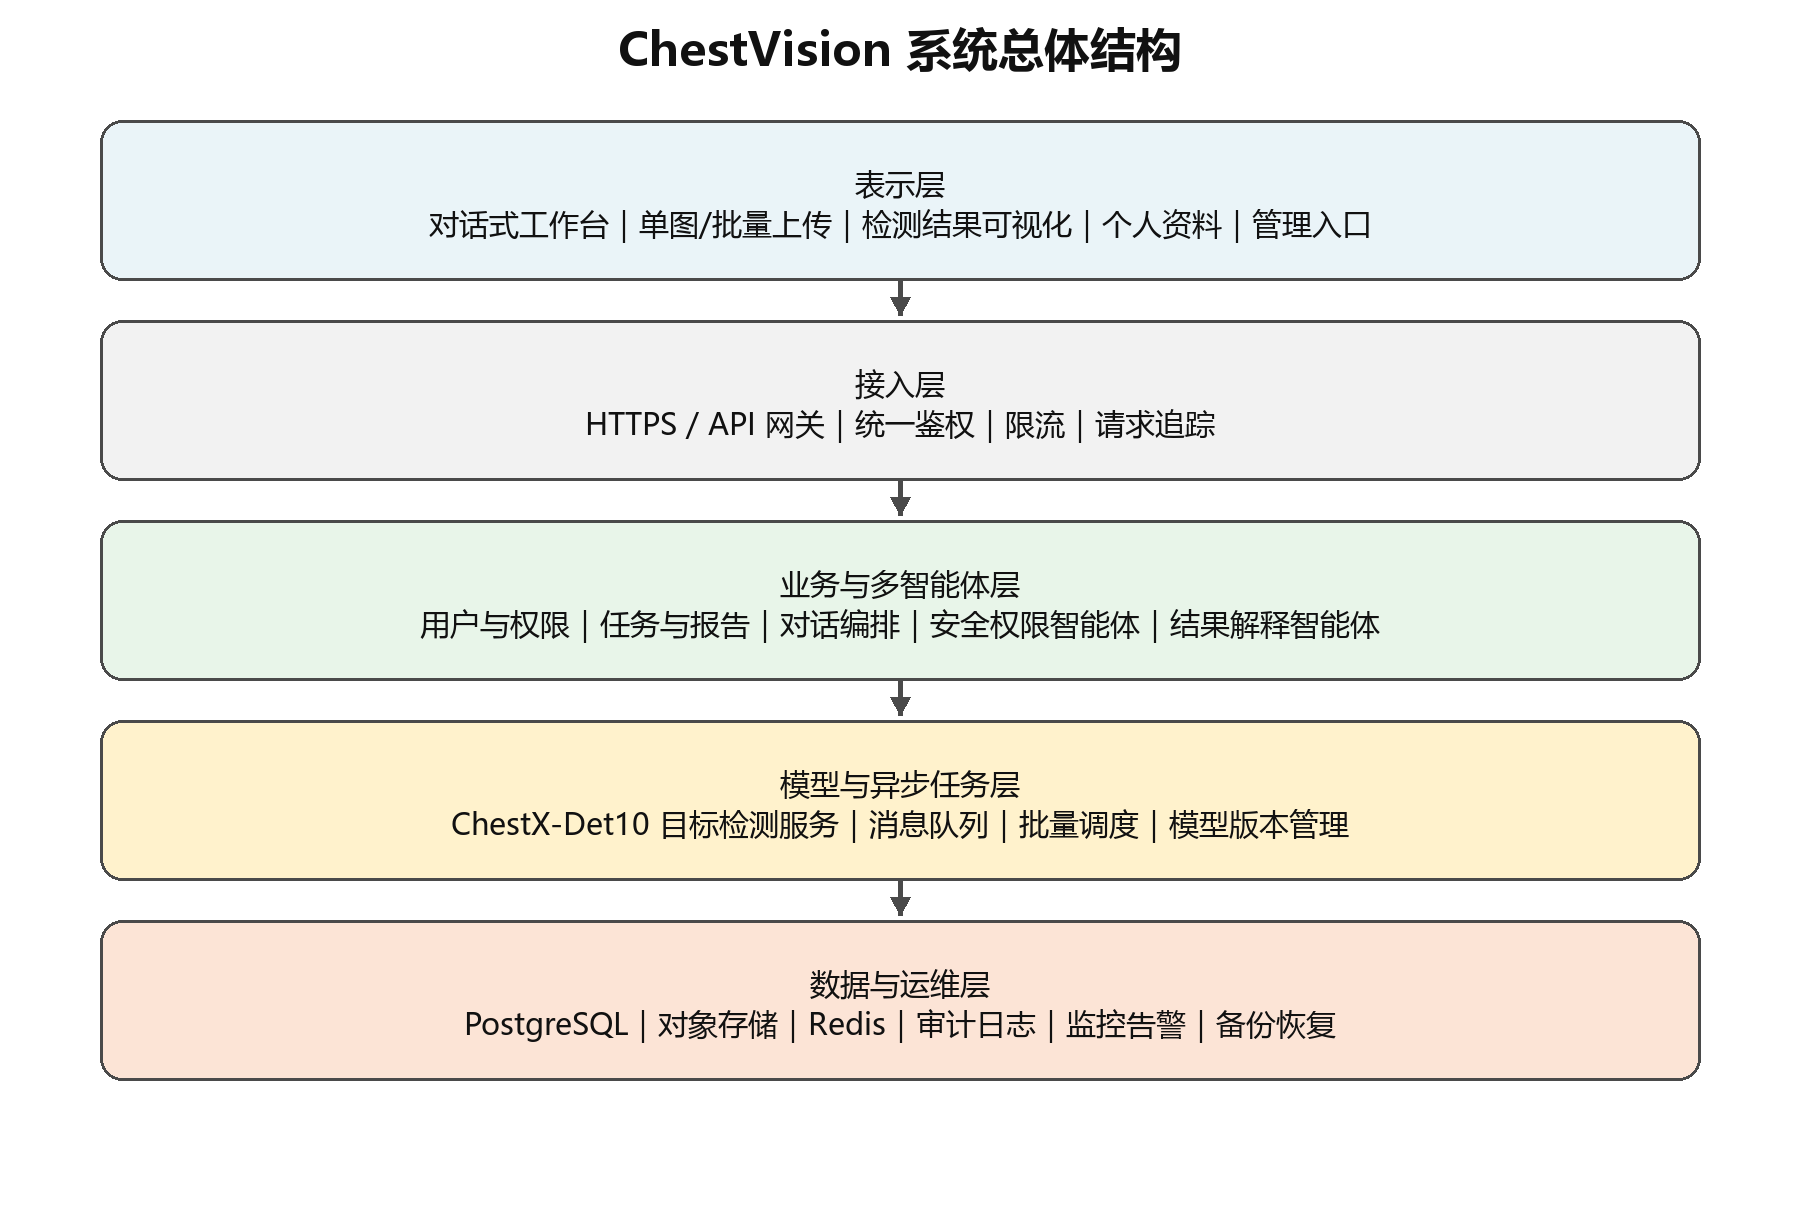 ChestVision 系统总体结构
表示层
对话式工作台 | 单图/批量上传 | 检测结果可视化 | 个人资料 | 管理入口
接入层
HTTPS / API 网关 | 统一鉴权 | 限流 | 请求追踪
业务与多智能体层
用户与权限 | 任务与报告 | 对话编排 | 安全权限智能体 | 结果解释智能体
模型与异步任务层
ChestX-Det10 目标检测服务 | 消息队列 | 批量调度 | 模型版本管理
数据与运维层
PostgreSQL | 对象存储 | Redis | 审计日志 | 监控告警 | 备份恢复